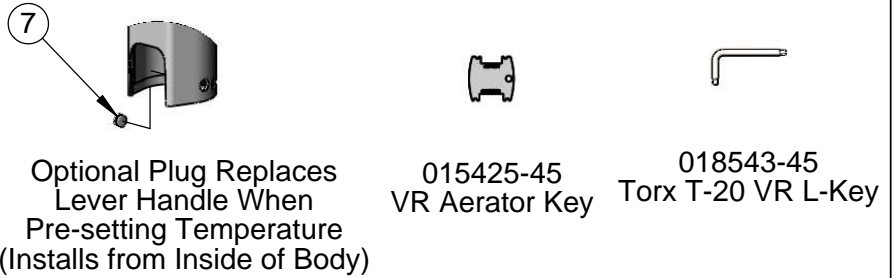 7
Optional Plug Replaces
Lever Handle When
Pre-setting Temperature
(Installs from Inside of Body)
015425-45
VR Aerator Key
018543-45
Torx T-20 VR L-Key